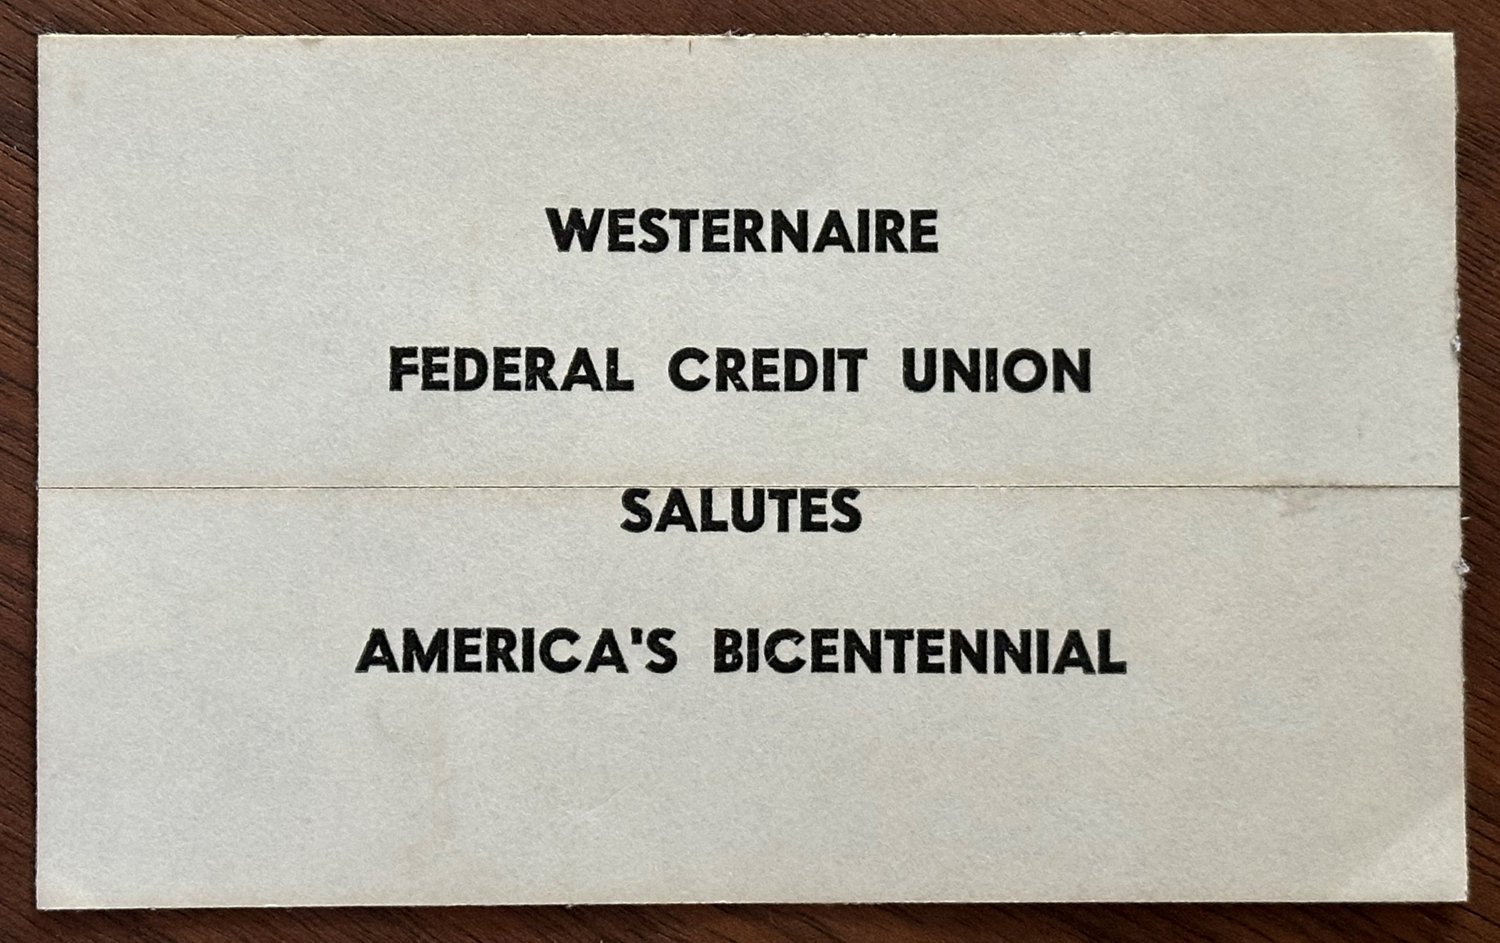 WESTERNAIRE
FEDERAL CREDIT UNION
SALUTES
AMERICA'S BICENTENNIAL